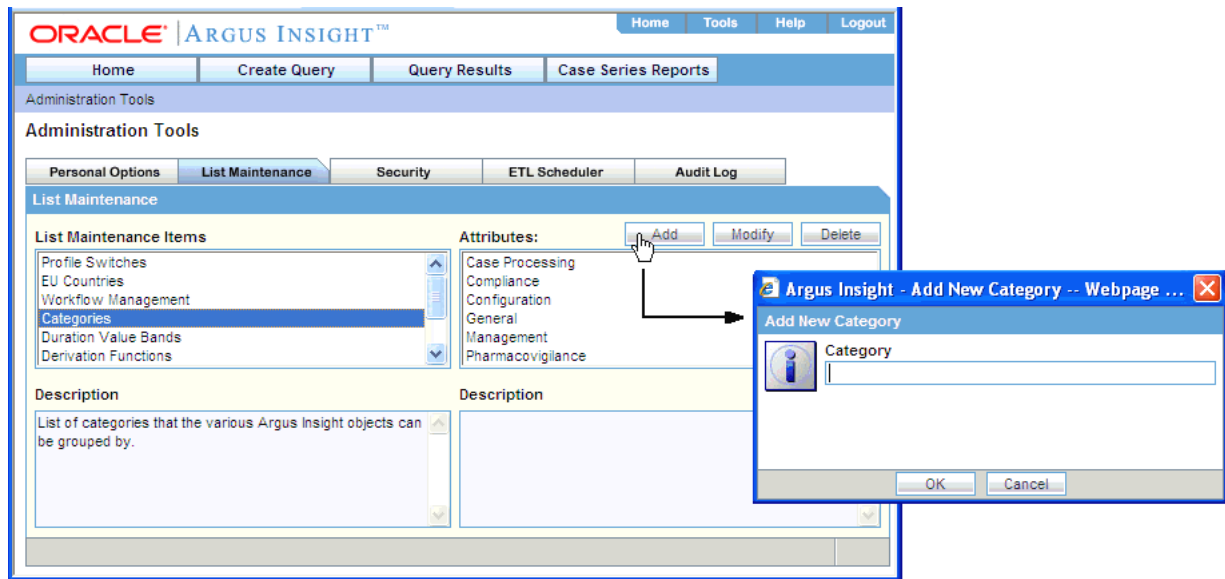 ORACLE® | ARGUS INSIGHT™
Home Tools Help Logout
Home Create Query Query Results Case Series Reports
Administration Tools
Administration Tools
Personal Options List Maintenance Security ETL Scheduler Audit Log
List Maintenance
List Maintenance Items
Profile Switches
EU Countries
Workflow Management
Categories
Duration Value Bands
Derivation Functions
Attributes:
Add Modify Delete
Case Processing
Compliance
Configuration
General
Management
Pharmacovigilance
Description
List of categories that the various Argus Insight objects can
be grouped by.
Description
Argus Insight - Add New Category -- Webpage ...
Add New Category
Category
OK Cancel